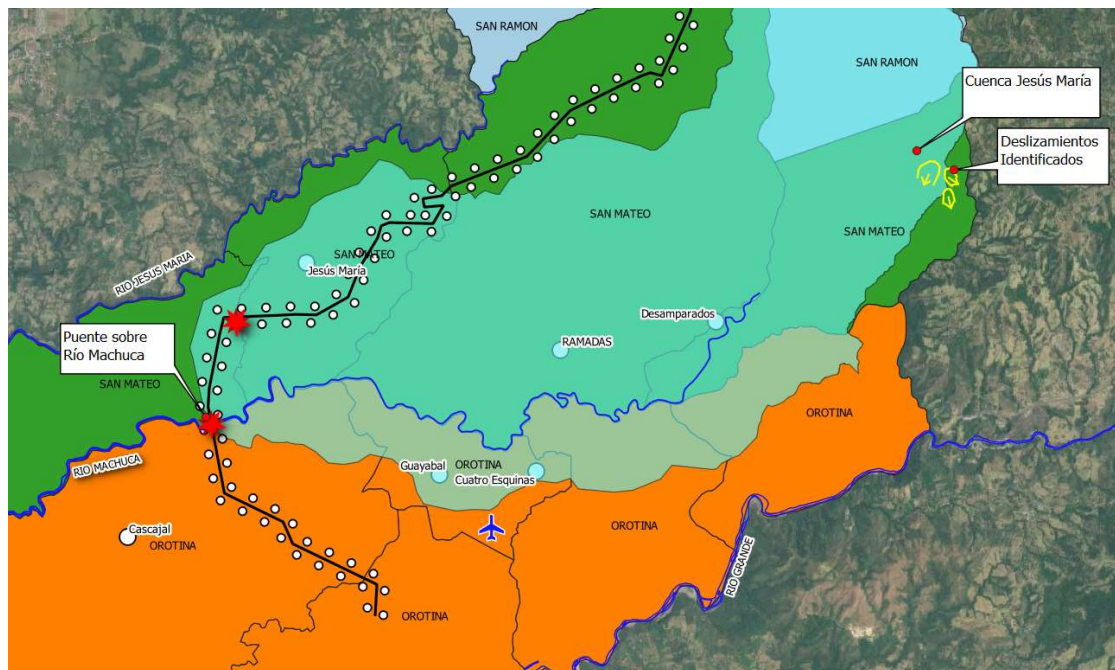 SAN RAMON
SAN RAMON
Cuenca Jesús María
Deslizamientos
Identificados
SAN MATEO
SAN MATEO
SAN MATEO
Jesús María
RIO JESUS MARIA
Desamparados
Puente sobre
Río Machuca
RAMADAS
SAN MATEO
OROTINA
RIO MACHUCA
Guayabal
OROTINA
Cuatro Esquinas
Cascajal
OROTINA
OROTINA
RIO GRANDE
OROTINA